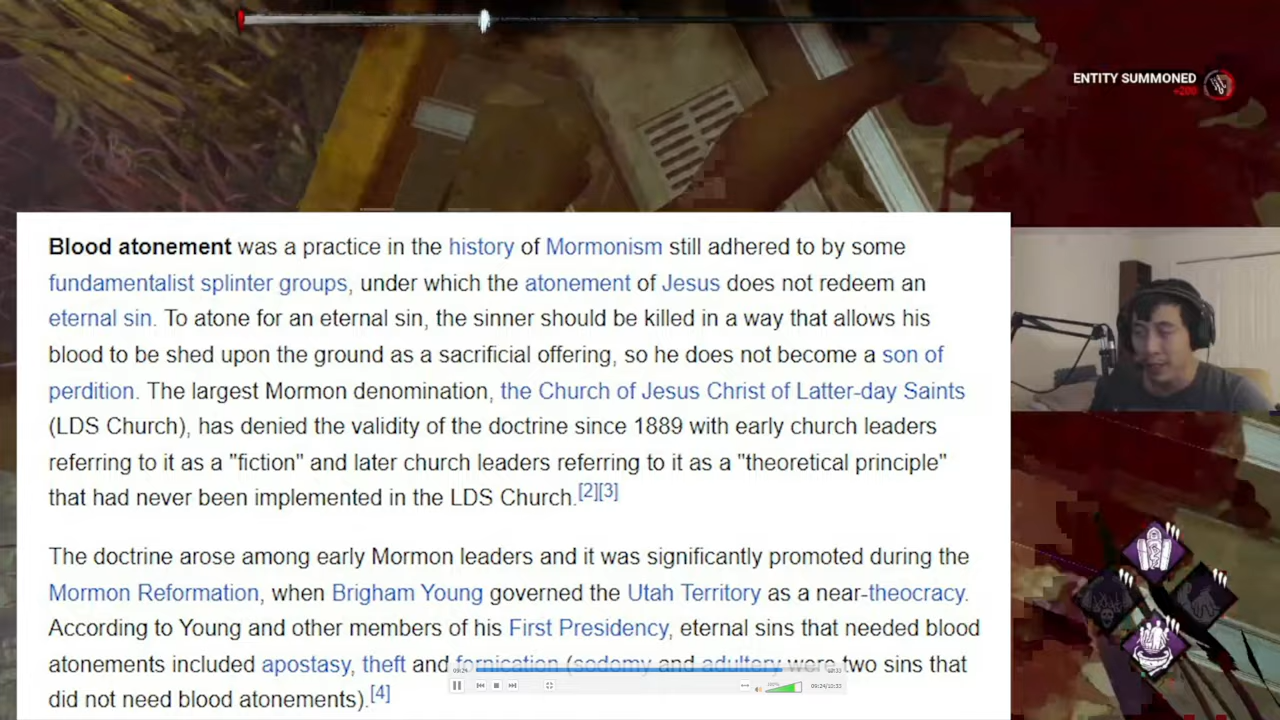 ENTITY SUMMONED
+200
Blood atonement was a practice in the history of Mormonism still adhered to by some
fundamentalist splinter groups, under which the atonement of Jesus does not redeem an
eternal sin. To atone for an eternal sin, the sinner should be killed in a way that allows his
blood to be shed upon the ground as a sacrificial offering, so he does not become a son of
perdition. The largest Mormon denomination, the Church of Jesus Christ of Latter-day Saints
(LDS Church), has denied the validity of the doctrine since 1889 with early church leaders
referring to it as a "fiction" and later church leaders referring to it as a "theoretical principle"
that had never been implemented in the LDS Church.[2][3]
The doctrine arose among early Mormon leaders and it was significantly promoted during the
Mormon Reformation, when Brigham Young governed the Utah Territory as a near-theocracy.
According to Young and other members of his First Presidency, eternal sins that needed blood
atonements included apostasy, theft and fornication (sodomy and adultery were two sins that
did not need blood atonements).[4]